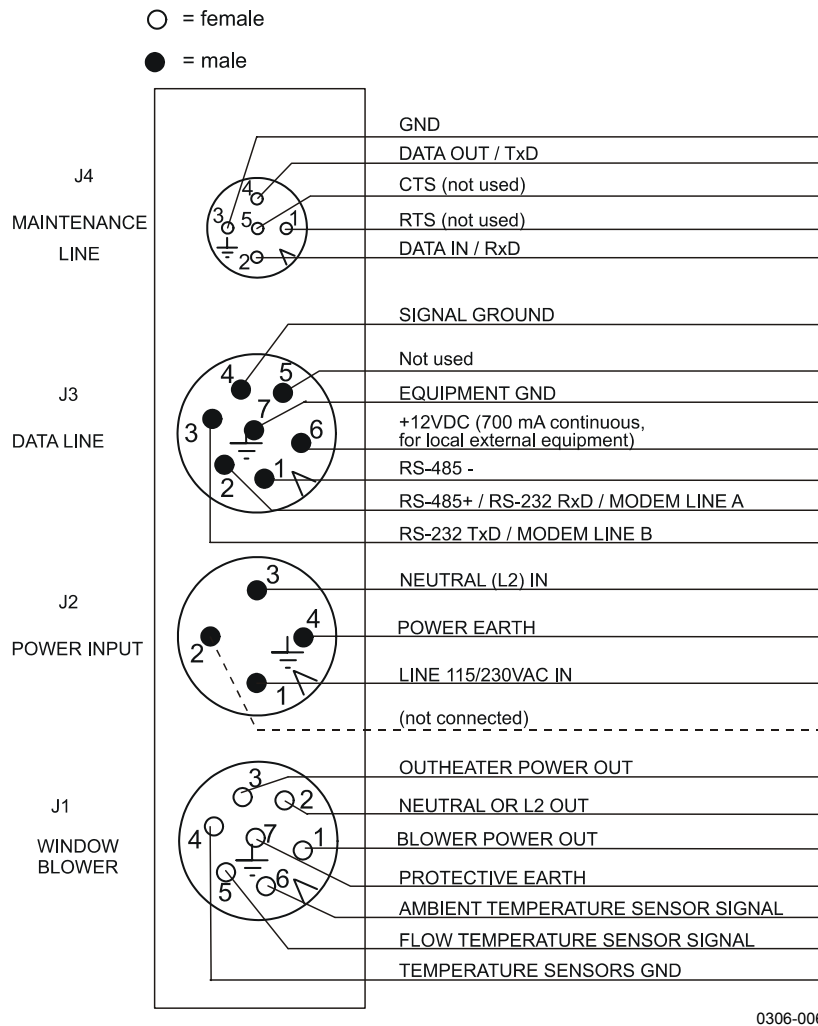 = female
= male
J4
MAINTENANCE
LINE
4
3
5
1
2
GND
DATA OUT / TxD
CTS (not used)
RTS (not used)
DATA IN / RxD
J3
DATA LINE
4
5
7
3
6
1
2
SIGNAL GROUND
Not used
EQUIPMENT GND
+12VDC (700 mA continuous,
for local external equipment)
RS-485 -
RS-485+ / RS-232 RxD / MODEM LINE A
RS-232 TxD / MODEM LINE B
J2
POWER INPUT
3
4
2
1
NEUTRAL (L2) IN
POWER EARTH
LINE 115/230VAC IN
(not connected)
J1
WINDOW
BLOWER
3
2
4
7
1
5
6
OUTHEATER POWER OUT
NEUTRAL OR L2 OUT
BLOWER POWER OUT
PROTECTIVE EARTH
AMBIENT TEMPERATURE SENSOR SIGNAL
FLOW TEMPERATURE SENSOR SIGNAL
TEMPERATURE SENSORS GND
0306-006